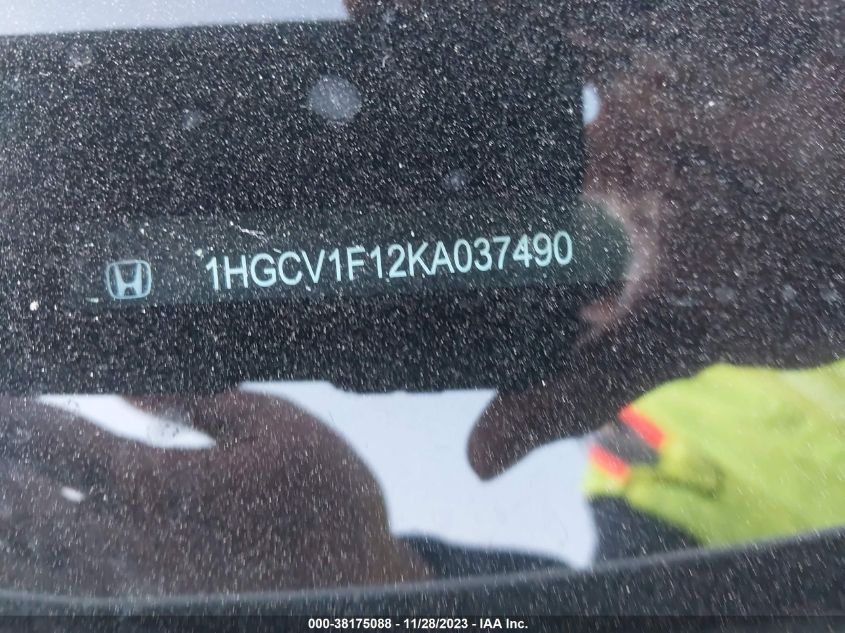 1HGCV1F12KA037490
000-38175088 - 11/28/2023 - IAA Inc.